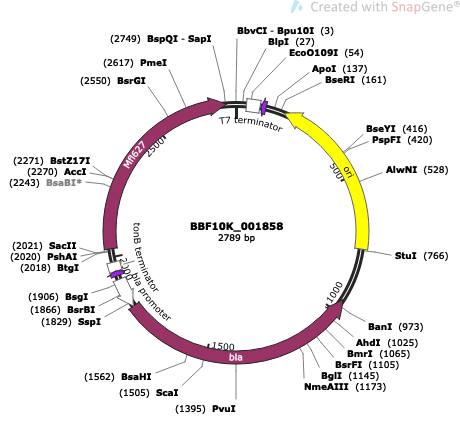 Created with SnapGene®
(2749) BspQI - SapI
BbvCI - Bpu10I (3)
BlpI (27)
EcoO109I (54)
(2617) PmeI
ApoI (137)
(2550) BsrGI
BseRI (161)
T7 terminator
2500
Mfl627
ori
500
BseYI (416)
PspFI (420)
AlwNI (528)
(2271) BstZ17I
(2270) AccI
(2243) BsaBI*
BBF10K_001858
2789 bp
(2021) SacII
(2020) PshAI
(2018) BtgI
StuI (766)
tonB terminator
2000
bla promoter
(1906) BsgI
(1866) BsrBI
(1829) SspI
1000
BanI (973)
AhdI (1025)
BmrI (1065)
BsrFI (1105)
BglI (1145)
NmeAIII (1173)
1500
bla
(1562) BsaHI
(1505) ScaI
(1395) PvuI